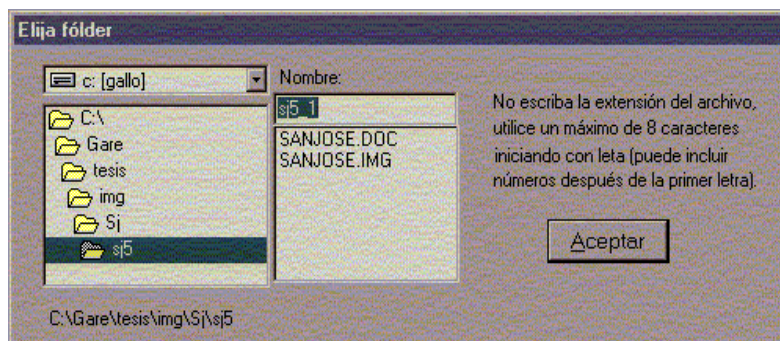 Elija fólder
c: [gallo]
Nombre:
sj5_1
C:\
Gare
tesis
img
Sj
sj5
SANJOSE.DOC
SANJOSE.IMG
No escriba la extensión del archivo,
utilice un máximo de 8 caracteres
iniciando con leta (puede incluir
números después de la primer letra).
Aceptar
C:\Gare\tesis\img\Sj\sj5